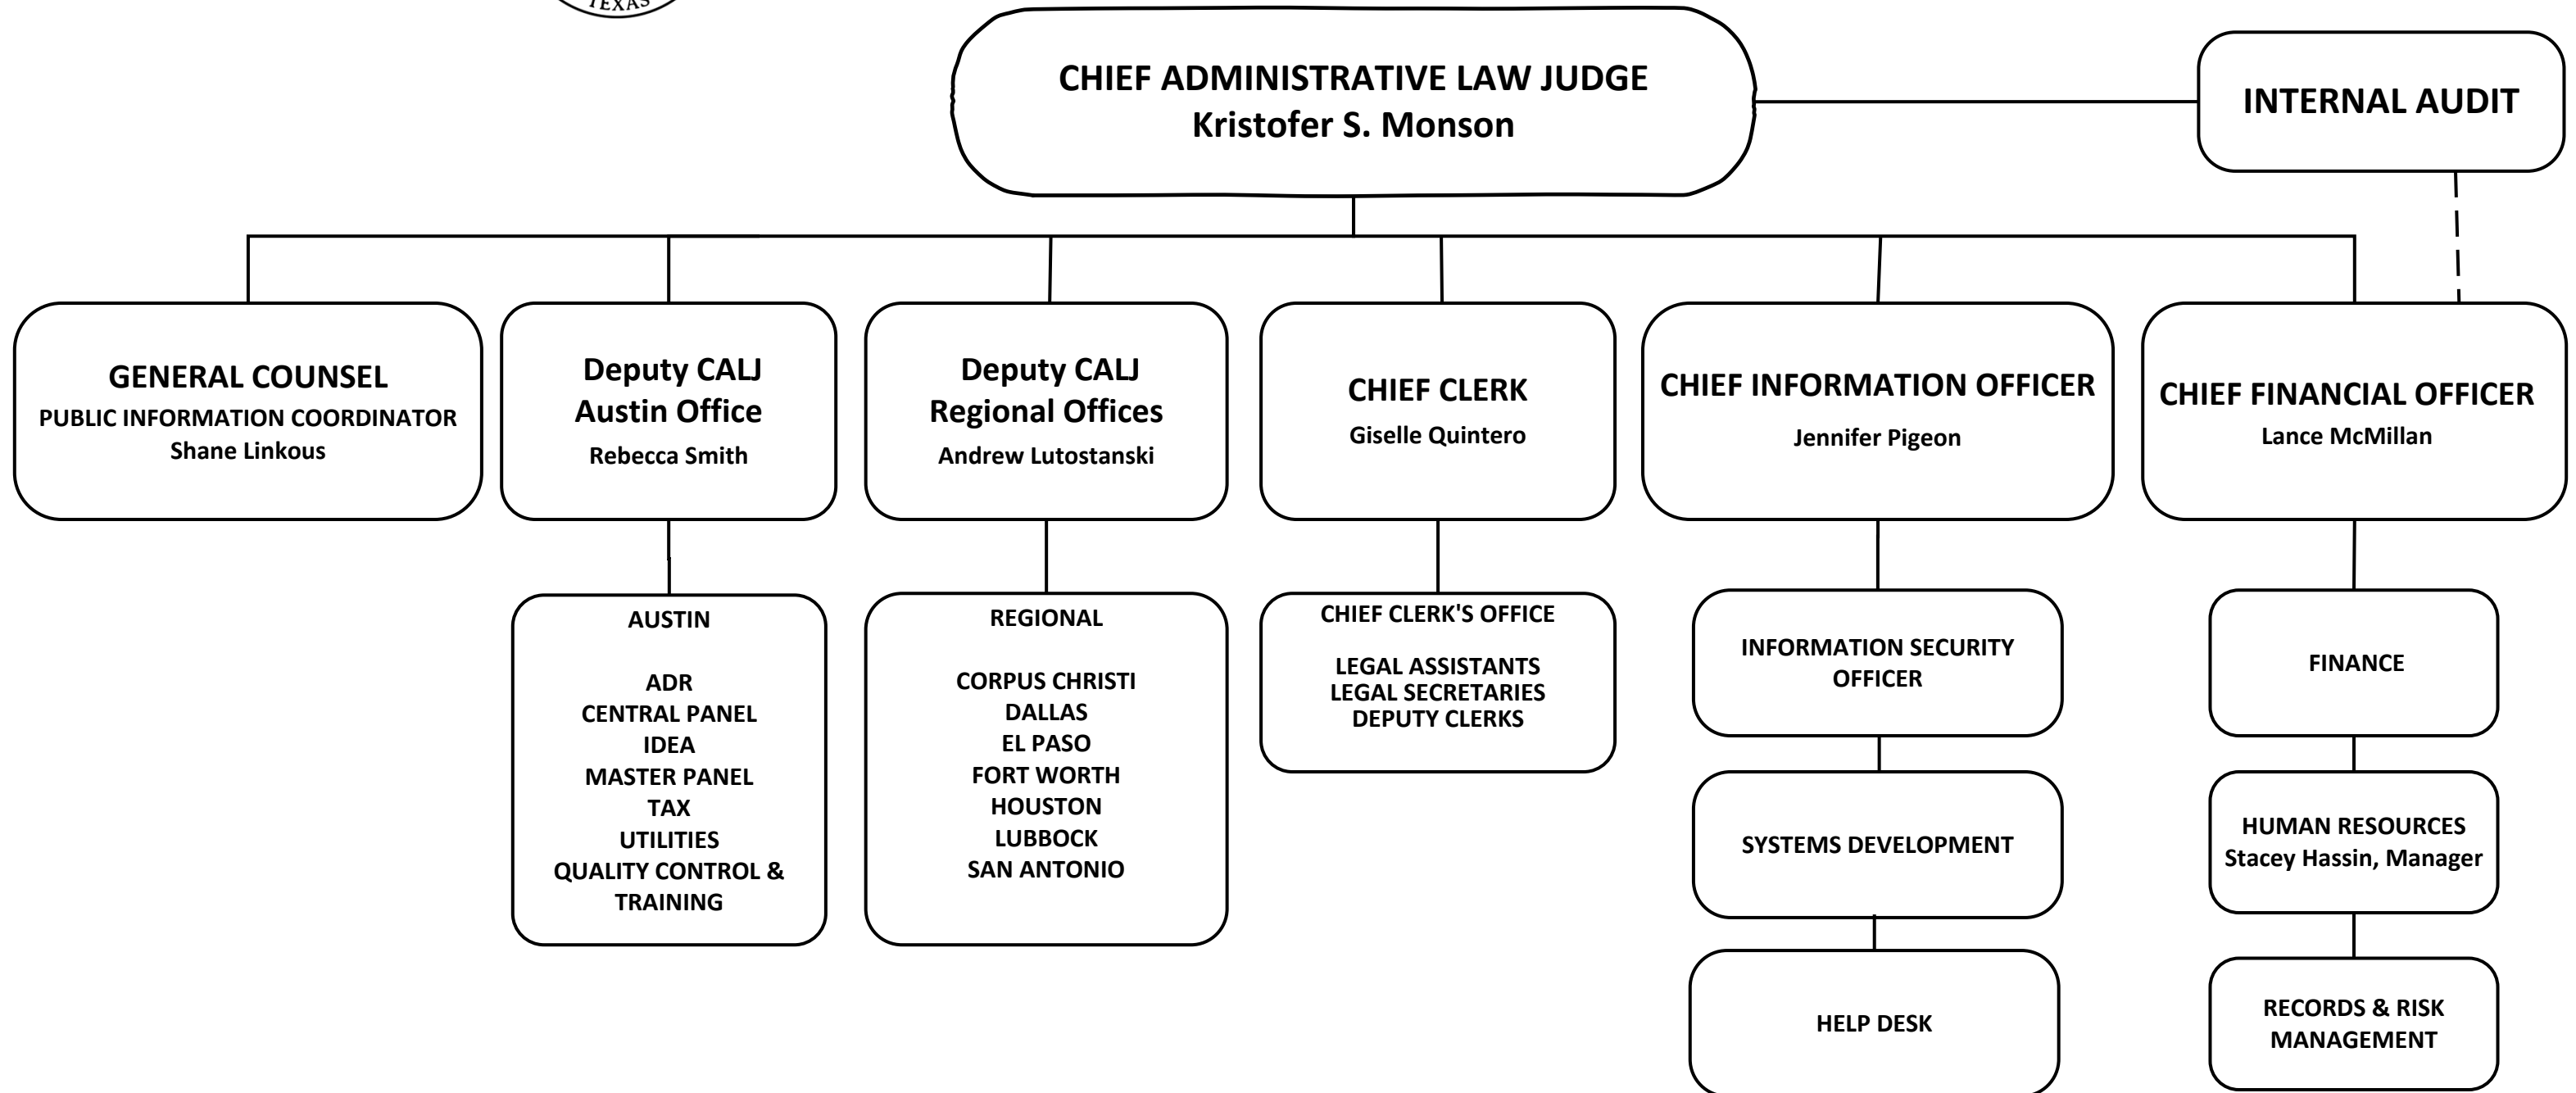 TEXAS
CHIEF ADMINISTRATIVE LAW JUDGE
Kristofer S. Monson
INTERNAL AUDIT
GENERAL COUNSEL
PUBLIC INFORMATION COORDINATOR
Shane Linkous
Deputy CALJ
Austin Office
Rebecca Smith
Deputy CALJ
Regional Offices
Andrew Lutostanski
CHIEF CLERK
Giselle Quintero
CHIEF INFORMATION OFFICER
Jennifer Pigeon
CHIEF FINANCIAL OFFICER
Lance McMillan
AUSTIN
ADR
CENTRAL PANEL
IDEA
MASTER PANEL
TAX
UTILITIES
QUALITY CONTROL &
TRAINING
REGIONAL
CORPUS CHRISTI
DALLAS
EL PASO
FORT WORTH
HOUSTON
LUBBOCK
SAN ANTONIO
CHIEF CLERK'S OFFICE
LEGAL ASSISTANTS
LEGAL SECRETARIES
DEPUTY CLERKS
INFORMATION SECURITY
OFFICER
SYSTEMS DEVELOPMENT
HELP DESK
FINANCE
HUMAN RESOURCES
Stacey Hassin, Manager
RECORDS & RISK
MANAGEMENT